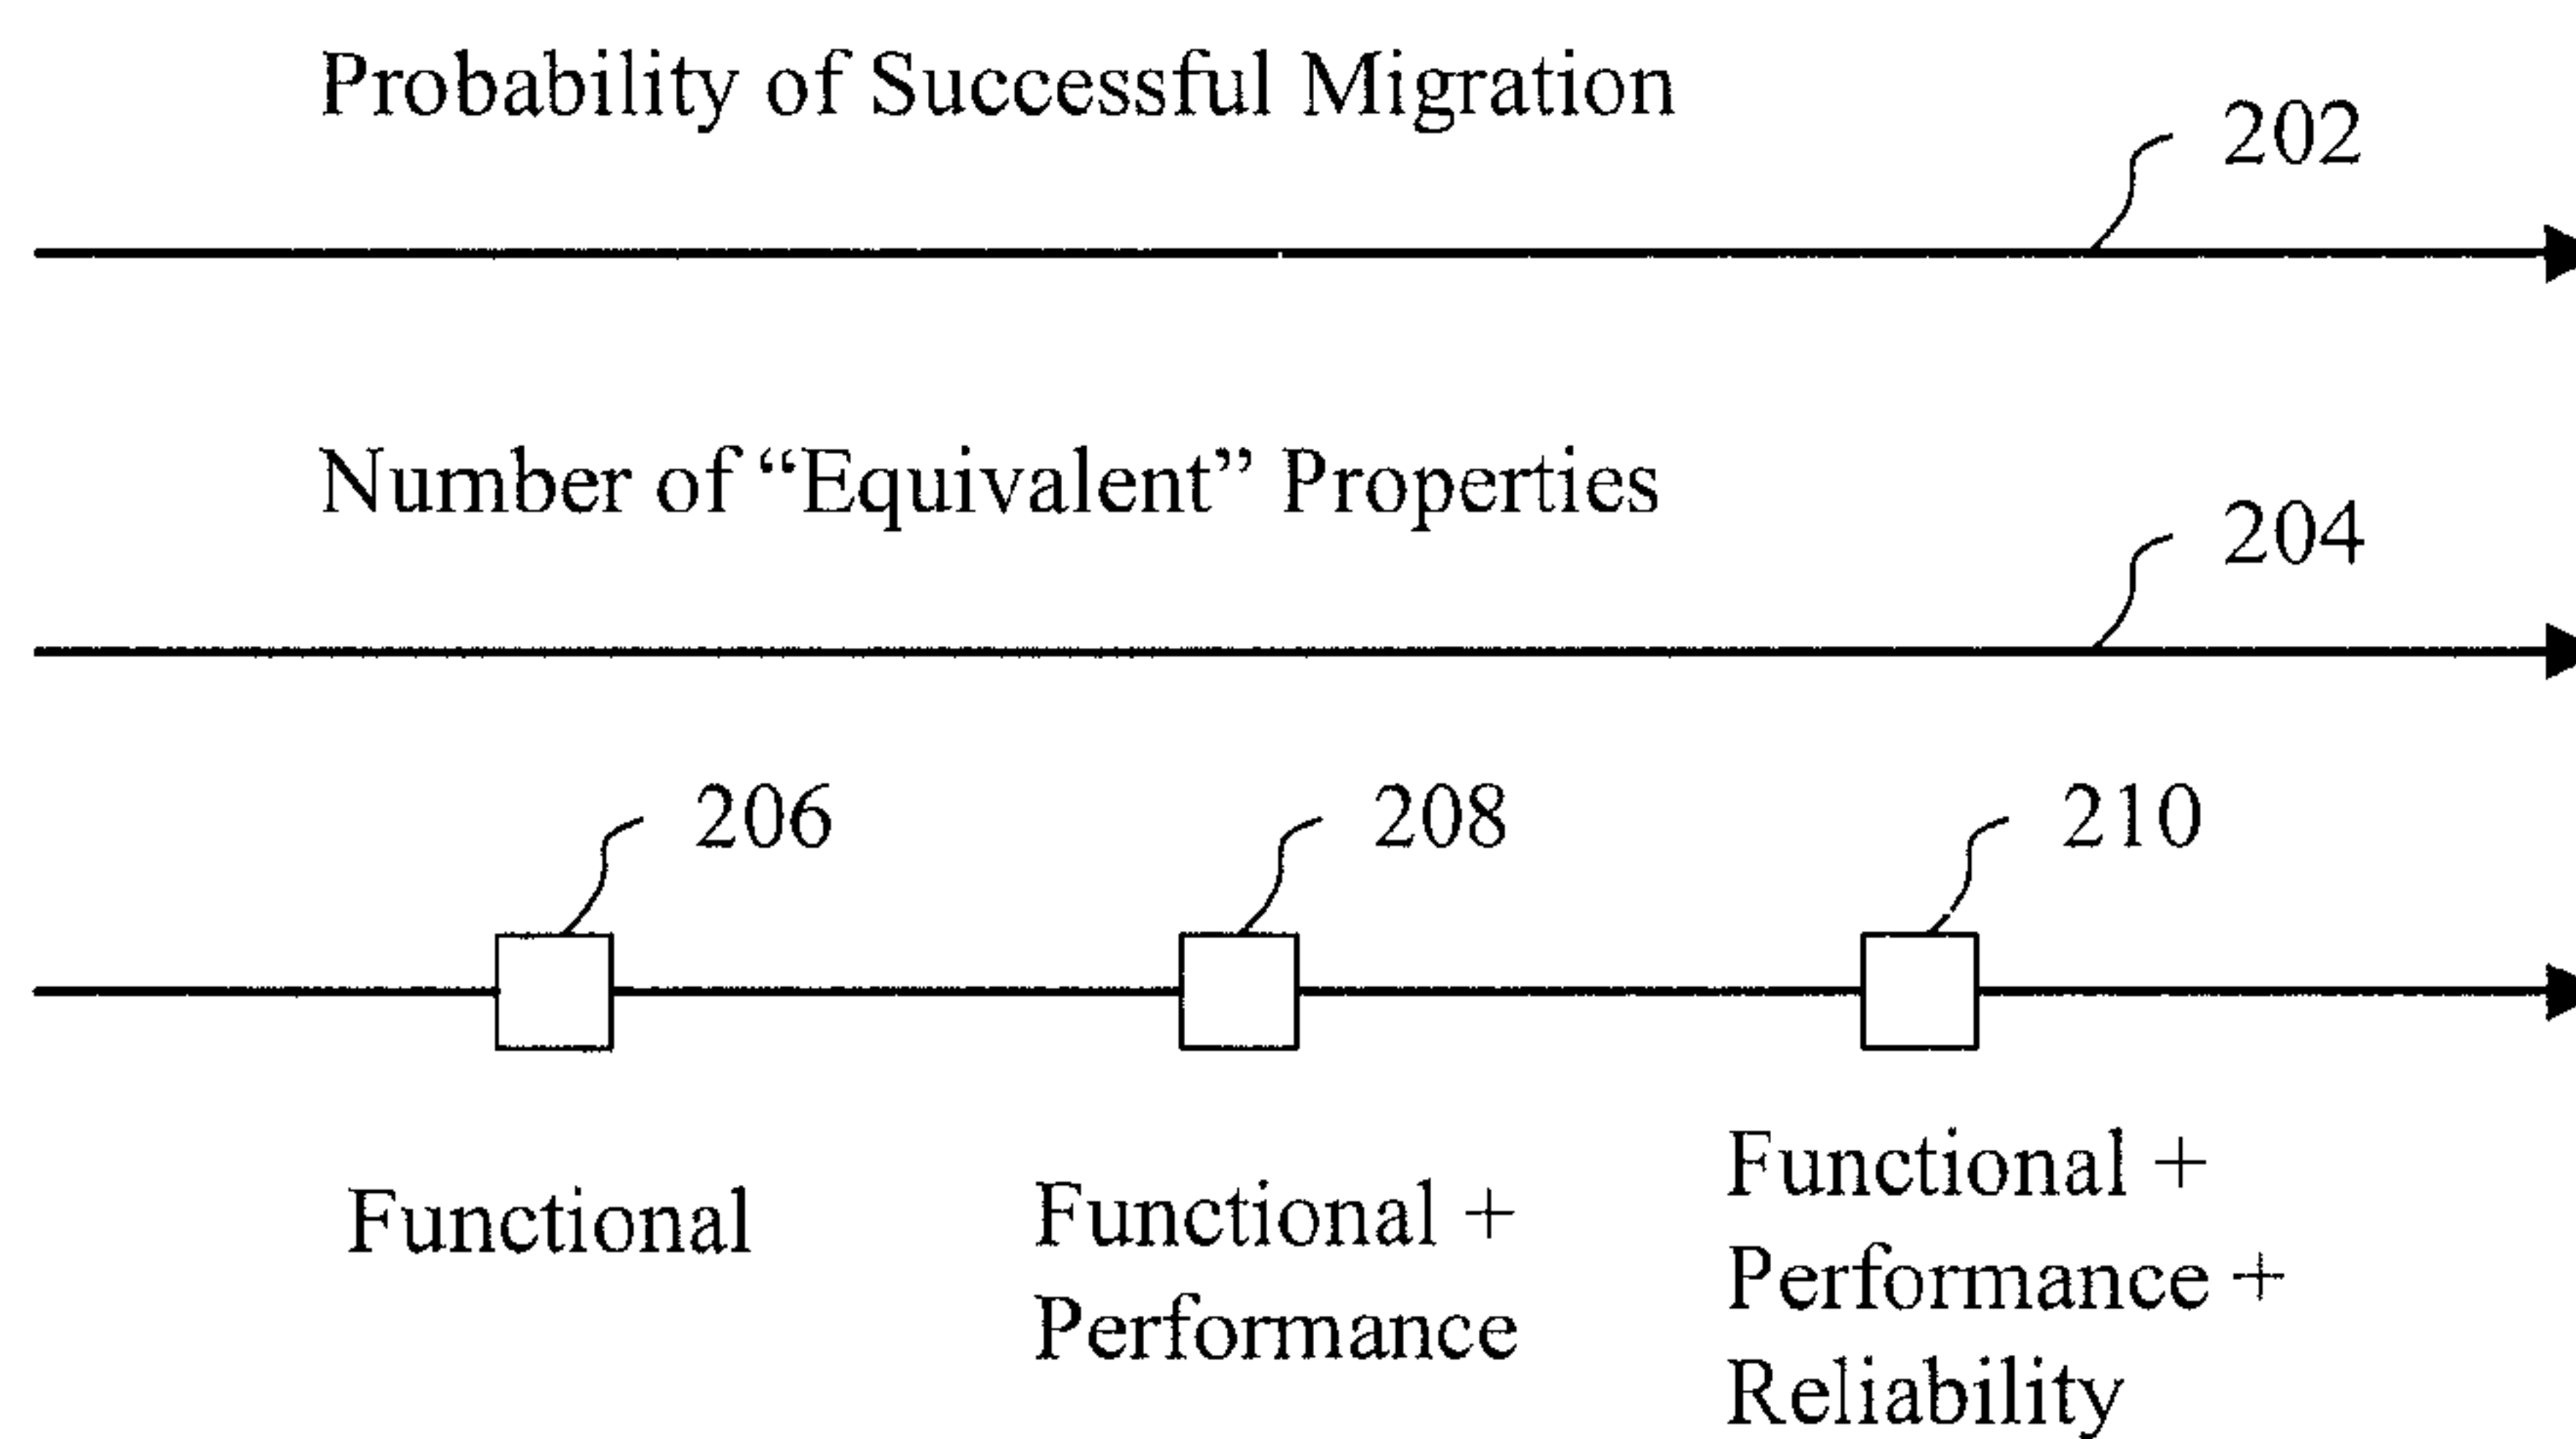 Probability of Successful Migration
202
Number of “Equivalent” Properties
204
206
208
210
Functional
Functional +
Performance
Functional +
Performance +
Reliability